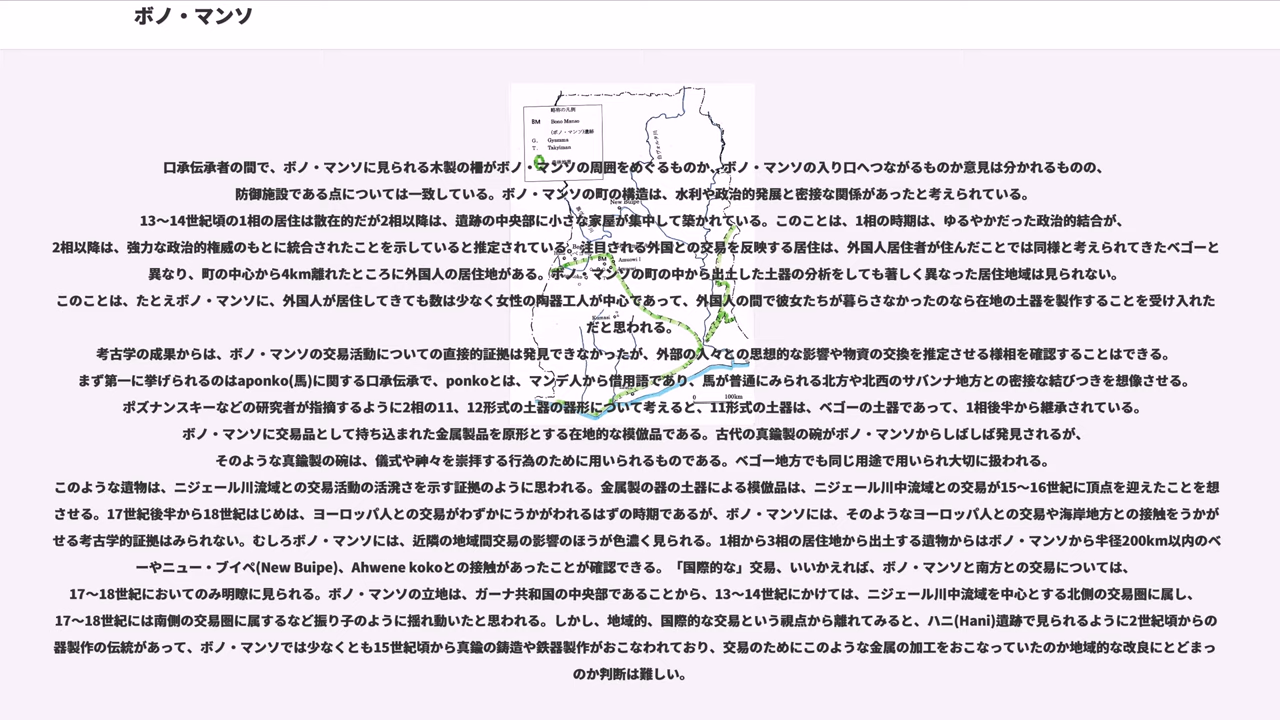 ボノ・マンソ
略略の凡例
BM Bono Manso
(ボノ・マンソ)遺跡
G. Gyamma
T. Takyiman
口承伝承者の間で、ボノ・マンソに見られる木製の柵がボノ・マンソの周囲をめぐるものか、ボノ・マンソの入り口へつながるものか意見は分かれるものの、
防御施設である点については一致している。ボノ・マンソの町の構造は、水利や政治的発展と密接な関係があったと考えられている。
New Buipe
13〜14世紀頃の1相の居住は散在的だが2相以降は、遺跡の中央部に小さな家屋が集中して築かれている。このことは、1相の時期は、ゆるやかだった政治的結合が、
2相以降は、強力な政治的権威のもとに統合されたことを示していると推定されている。注目される外国との交易を反映する居住は、外国人居住者が住んだことでは同様と考えられてきたベゴーと
BM
異なり、町の中心から4km離れたところに外国人の居住地がある。ボノ・マンソの町の中から出土した土器の分析をしても著しく異なった居住地域は見られない。
このことは、たとえボノ・マンソに、外国人が居住してきても数は少なく女性の陶器工人が中心であって、外国人の間で彼女たちが暮らさなかったのなら在地の土器を製作することを受け入れた
Kumasi
だと思われる。
考古学の成果からは、ボノ・マンソの交易活動についての直接的証拠は発見できなかったが、外部の人々との思想的な影響や物資の交換を推定させる様相を確認することはできる。
まず第一に挙げられるのはaponko(馬)に関する口承伝承で、ponkoとは、マンデ人から借用語であり、馬が普通にみられる北方や北西のサバンナ地方との密接な結びつきを想像させる。
0 100km
ポズナンスキーなどの研究者が指摘するように2相の11、12形式の土器の器形について考えると、11形式の土器は、ベゴーの土器であって、1相後半から継承されている。
ボノ・マンソに交易品として持ち込まれた金属製品を原形とする在地的な模倣品である。古代の真鍮製の碗がボノ・マンソからしばしば発見されるが、
そのような真鍮製の碗は、儀式や神々を崇拝する行為のために用いられるものである。ベゴー地方でも同じ用途で用いられ大切に扱われる。
このような遺物は、ニジェール川流域との交易活動の活溌さを示す証拠のように思われる。金属製の器の土器による模倣品は、ニジェール川中流域との交易が15〜16世紀に頂点を迎えたことを想
させる。17世紀後半から18世紀はじめは、ヨーロッパ人との交易がわずかにうかがわれるはずの時期であるが、ボノ・マンソには、そのようなヨーロッパ人との交易や海岸地方との接触をうかが
せる考古学的証拠はみられない。むしろボノ・マンソには、近隣の地域間交易の影響のほうが色濃く見られる。1相から3相の居住地から出土する遺物からはボノ・マンソから半径200km以内のベ
ーやニュー・ブイペ(New Buipe)、Ahwene kokoとの接触があったことが確認できる。「国際的な」交易、いいかえれば、ボノ・マンソと南方との交易については、
17〜18世紀においてのみ明瞭に見られる。ボノ・マンソの立地は、ガーナ共和国の中央部であることから、13〜14世紀にかけては、ニジェール川中流域を中心とする北側の交易圏に属し、
17〜18世紀には南側の交易圏に属するなど振り子のように揺れ動いたと思われる。しかし、地域的、国際的な交易という視点から離れてみると、ハニ(Hani)遺跡で見られるように2世紀頃からの
器製作の伝統があって、ボノ・マンソでは少なくとも15世紀頃から真鍮の鋳造や鉄器製作がおこなわれており、交易のためにこのような金属の加工をおこなっていたのか地域的な改良にとどまっ
のか判断は難しい。